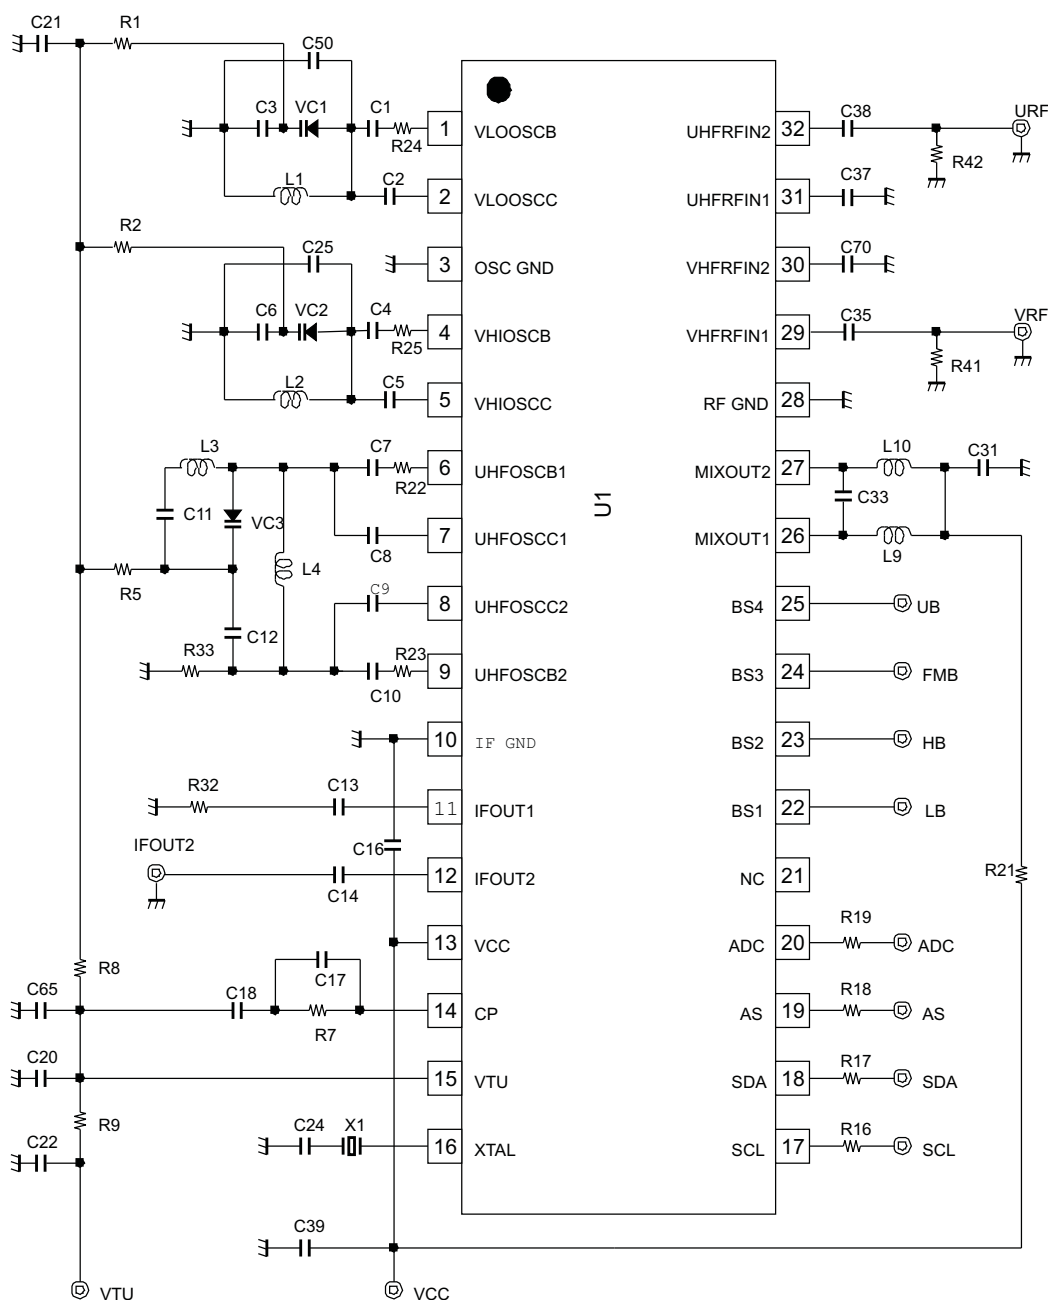 C21
R1
C50
C3
VC1
C1
R24
1
VLOOSCB
UHFRFIN2
32
C38
URF
R42
L1
C2
2
VLOOSCC
UHFRFIN1
31
C37
R2
C25
3
OSC GND
VHFRFIN2
30
C70
C6
VC2
C4
R25
4
VHIOSCB
VHFRFIN1
29
C35
VRF
R41
L2
C5
5
VHIOSCC
RF GND
28
L3
C7
R22
6
UHFOSCB1
U1
MIXOUT2
27
L10
C31
C33
C11
VC3
C8
7
UHFOSCC1
MIXOUT1
26
L9
R5
L4
C9
8
UHFOSCC2
BS4
25
UB
C12
R33
C10
R23
9
UHFOSCB2
BS3
24
FMB
10
IF GND
BS2
23
HB
R32
C13
11
IFOUT1
BS1
22
LB
IFOUT2
C16
C14
12
IFOUT2
NC
21
R21
13
VCC
ADC
20
R19
ADC
R8
C17
C65
C18
R7
14
CP
AS
19
R18
AS
C20
15
VTU
SDA
18
R17
SDA
R9
C22
C24
X1
16
XTAL
SCL
17
R16
SCL
C39
VTU
VCC